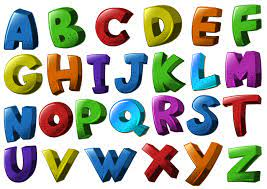 ABCDEF
GHIJKLM
NOPQRST
UVWXYZ